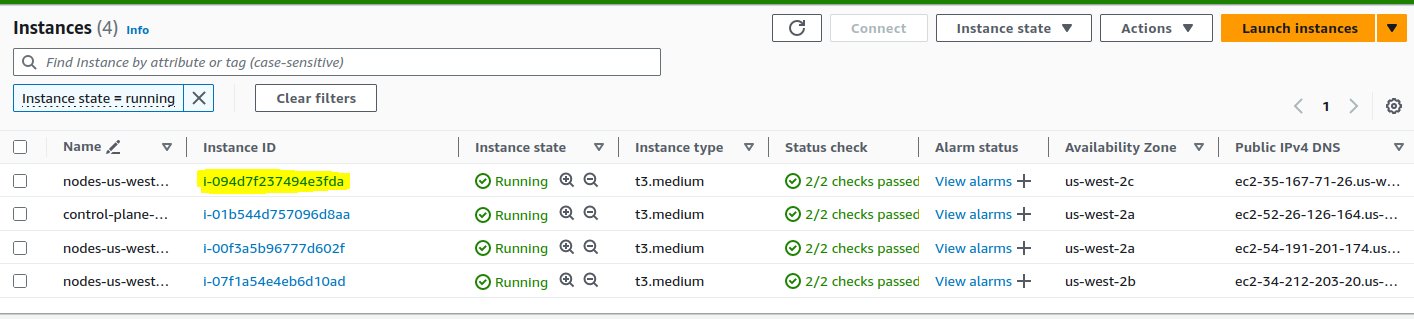 Instances (4) Info Connect Instance state Actions Launch instances
Find Instance by attribute or tag (case-sensitive)
Instance state = running Clear filters
1
Name Instance ID Instance state Instance type Status check Alarm status Availability Zone Public IPv4 DNS
nodes-us-west... i-094d7f237494e3fda Running t3.medium 2/2 checks passed View alarms us-west-2c ec2-35-167-71-26.us-w...
control-plane-... i-01b544d757096d8aa Running t3.medium 2/2 checks passed View alarms us-west-2a ec2-52-26-126-164.us-...
nodes-us-west... i-00f3a5b96777d602f Running t3.medium 2/2 checks passed View alarms us-west-2a ec2-54-191-201-174.us...
nodes-us-west... i-07f1a54e4eb6d10ad Running t3.medium 2/2 checks passed View alarms us-west-2b ec2-34-212-203-20.us-...